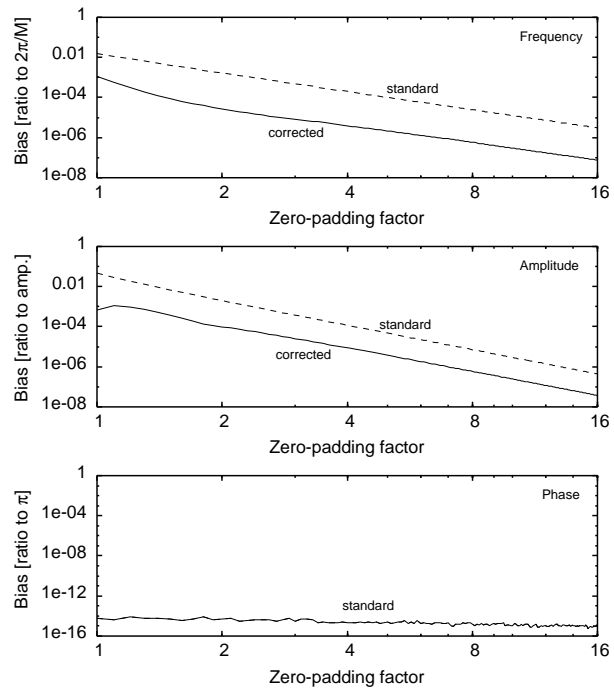 1
0.01
1e-04
1e-06
1e-08
Bias [ratio to 2π/M]
Frequency
standard
corrected
1 2 4 8 16
Zero-padding factor
1
0.01
1e-04
1e-06
1e-08
Bias [ratio to amp.]
Amplitude
standard
corrected
1 2 4 8 16
Zero-padding factor
1
1e-04
1e-08
1e-12
1e-16
Bias [ratio to π]
Phase
standard
1 2 4 8 16
Zero-padding factor